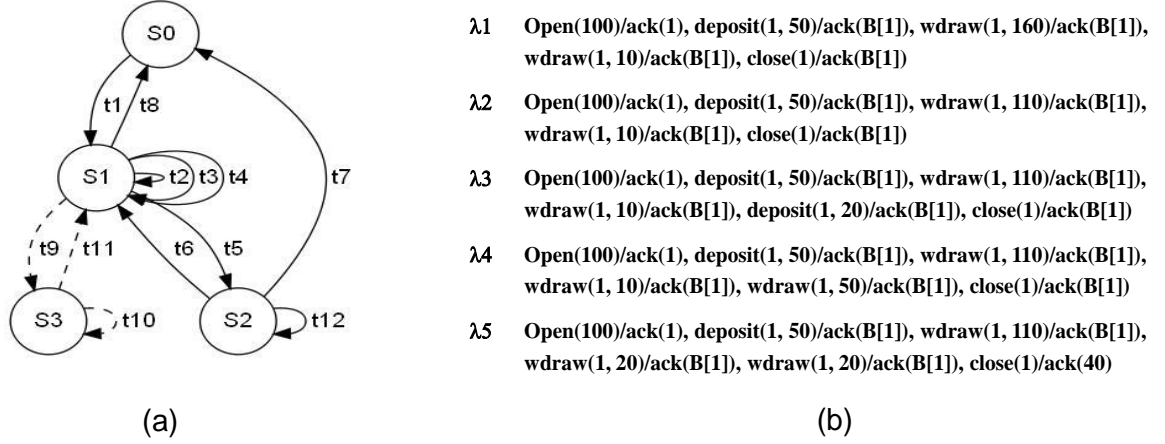 S0
t1
t8
S1
t2
t3
t4
t7
t9
t11
t6
t5
S3
t10
S2
t12
(a)
λ1 Open(100)/ack(1), deposit(1, 50)/ack(B[1]), wdraw(1, 160)/ack(B[1]),
wdraw(1, 10)/ack(B[1]), close(1)/ack(B[1])
λ2 Open(100)/ack(1), deposit(1, 50)/ack(B[1]), wdraw(1, 110)/ack(B[1]),
wdraw(1, 10)/ack(B[1]), close(1)/ack(B[1])
λ3 Open(100)/ack(1), deposit(1, 50)/ack(B[1]), wdraw(1, 110)/ack(B[1]),
wdraw(1, 10)/ack(B[1]), deposit(1, 20)/ack(B[1]), close(1)/ack(B[1])
λ4 Open(100)/ack(1), deposit(1, 50)/ack(B[1]), wdraw(1, 110)/ack(B[1]),
wdraw(1, 10)/ack(B[1]), wdraw(1, 50)/ack(B[1]), close(1)/ack(B[1])
λ5 Open(100)/ack(1), deposit(1, 50)/ack(B[1]), wdraw(1, 110)/ack(B[1]),
wdraw(1, 20)/ack(B[1]), wdraw(1, 20)/ack(B[1]), close(1)/ack(40)
(b)